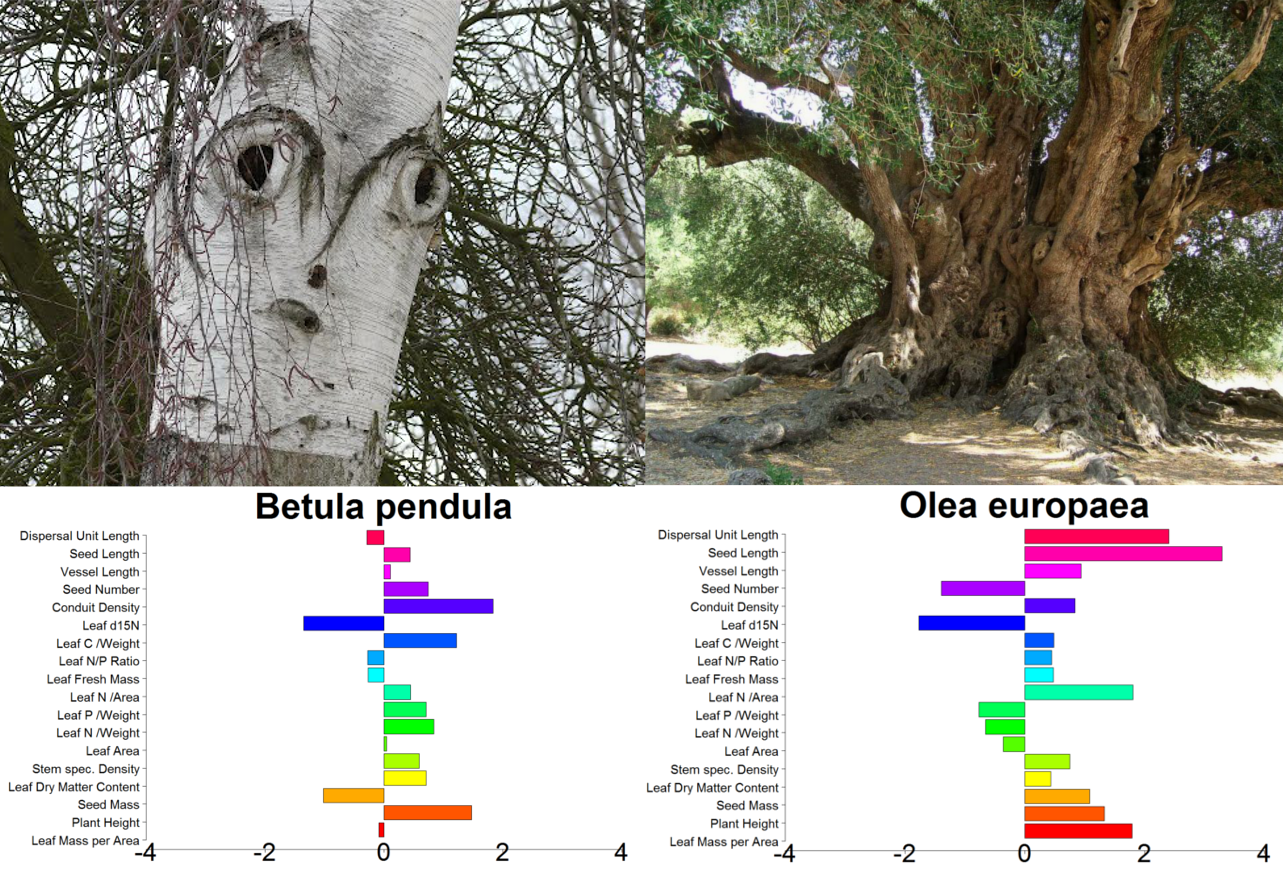 Betula pendula
Dispersal Unit Length
Seed Length
Vessel Length
Seed Number
Conduit Density
Leaf d15N
Leaf C /Weight
Leaf N/P Ratio
Leaf Fresh Mass
Leaf N /Area
Leaf P /Weight
Leaf N /Weight
Leaf Area
Stem spec. Density
Leaf Dry Matter Content
Seed Mass
Plant Height
Leaf Mass per Area
-4 -2 0 2 4
Olea europaea
Dispersal Unit Length
Seed Length
Vessel Length
Seed Number
Conduit Density
Leaf d15N
Leaf C /Weight
Leaf N/P Ratio
Leaf Fresh Mass
Leaf N /Area
Leaf P /Weight
Leaf N /Weight
Leaf Area
Stem spec. Density
Leaf Dry Matter Content
Seed Mass
Plant Height
Leaf Mass per Area
-4 -2 0 2 4